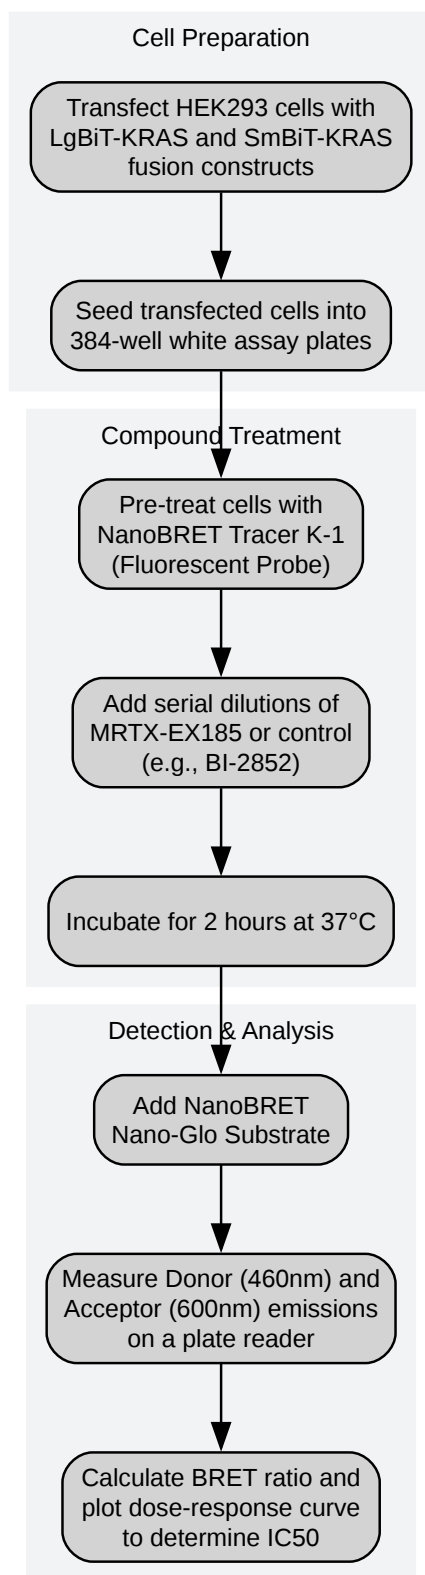 Cell Preparation
Transfect HEK293 cells with
LgBiT-KRAS and SmBiT-KRAS
fusion constructs
Seed transfected cells into
384-well white assay plates
Compound Treatment
Pre-treat cells with
NanoBRET Tracer K-1
(Fluorescent Probe)
Add serial dilutions of
MRTX-EX185 or control
(e.g., BI-2852)
Incubate for 2 hours at 37°C
Detection & Analysis
Add NanoBRET
Nano-Glo Substrate
Measure Donor (460nm) and
Acceptor (600nm) emissions
on a plate reader
Calculate BRET ratio and
plot dose-response curve
to determine IC50